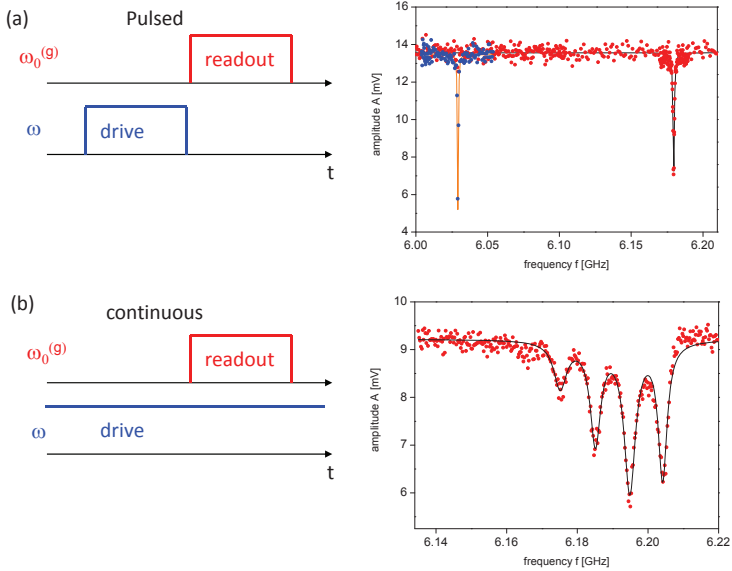 (a)
Pulsed
ω₀⁽ᵍ⁾
readout
ω
drive
t
16
14
12
10
8
6
4
amplitude A [mV]
6.00
6.05
6.10
6.15
6.20
frequency f [GHz]
(b)
continuous
ω₀⁽ᵍ⁾
readout
ω
drive
t
10
9
8
7
6
amplitude A [mV]
6.14
6.16
6.18
6.20
6.22
frequency f [GHz]